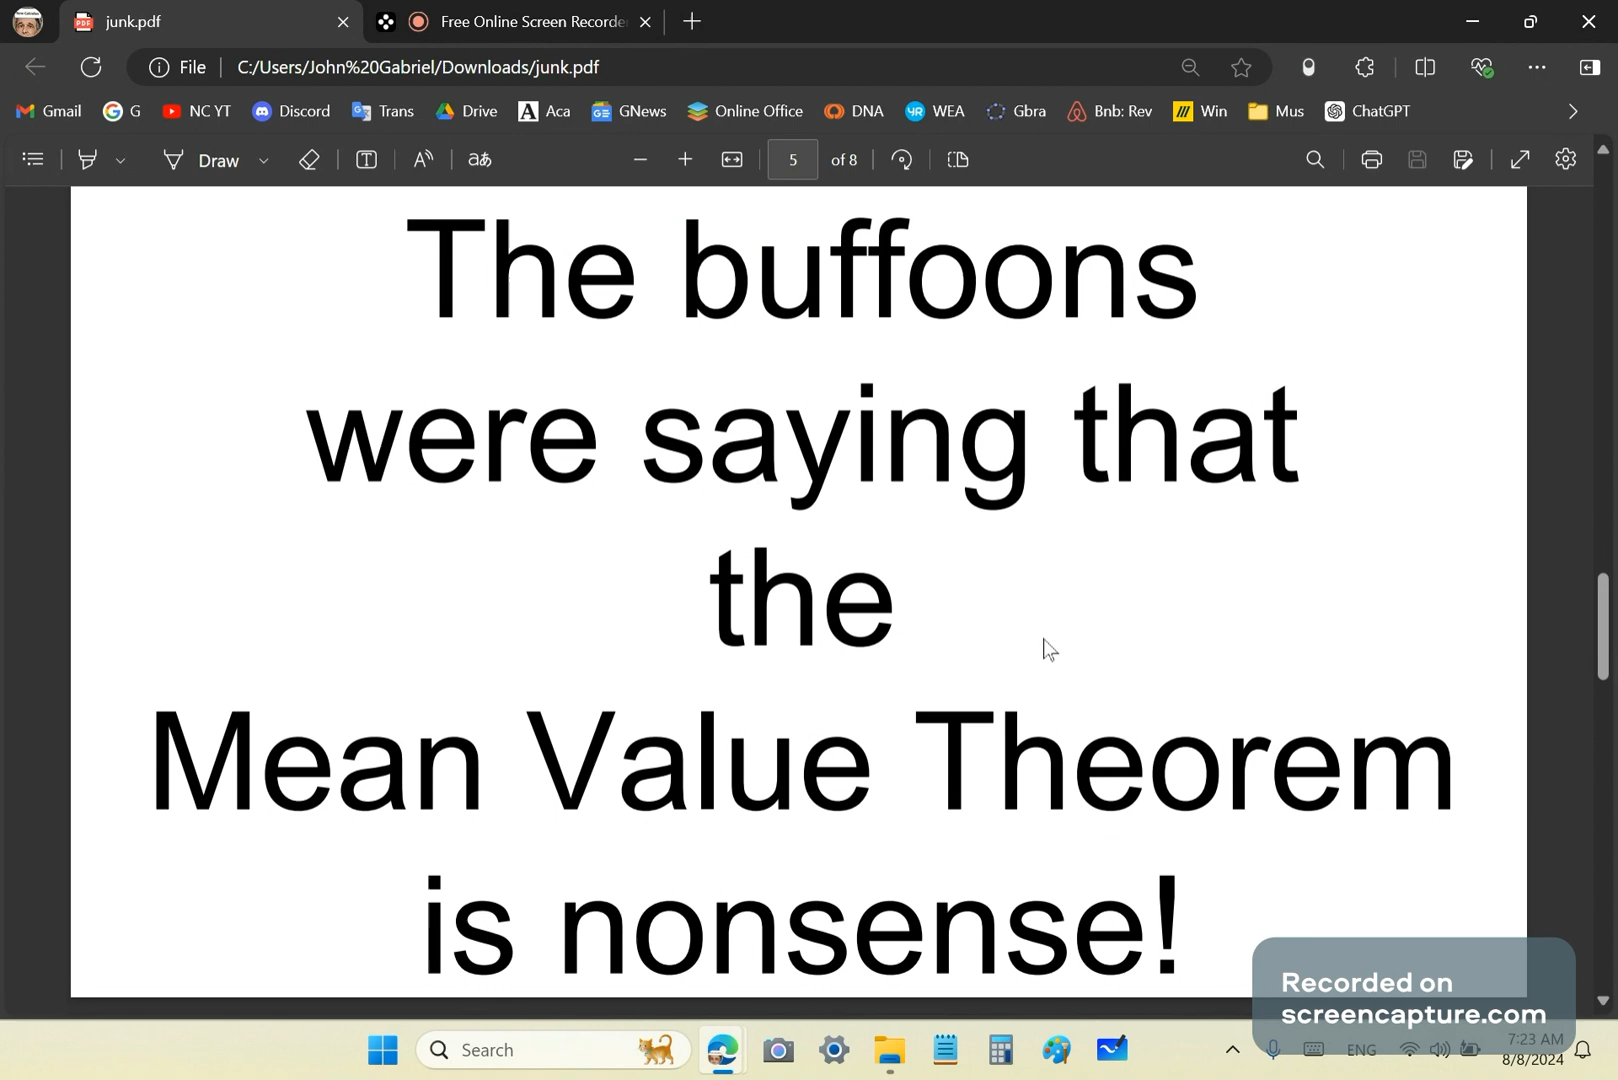 junk.pdf
Free Online Screen Recorde
File
C:/Users/John%20Gabriel/Downloads/junk.pdf
Gmail
G
NC YT
Discord
Trans
Drive
A Aca
GNews
Online Office
DNA
WEA
Gbra
Bnb: Rev
Win
Mus
ChatGPT
Draw
5 of 8
The buffoons
were saying that
the
Mean Value Theorem
is nonsense!
Recorded on
screencapture.com
Search
ENG
7:23 AM
8/8/2024